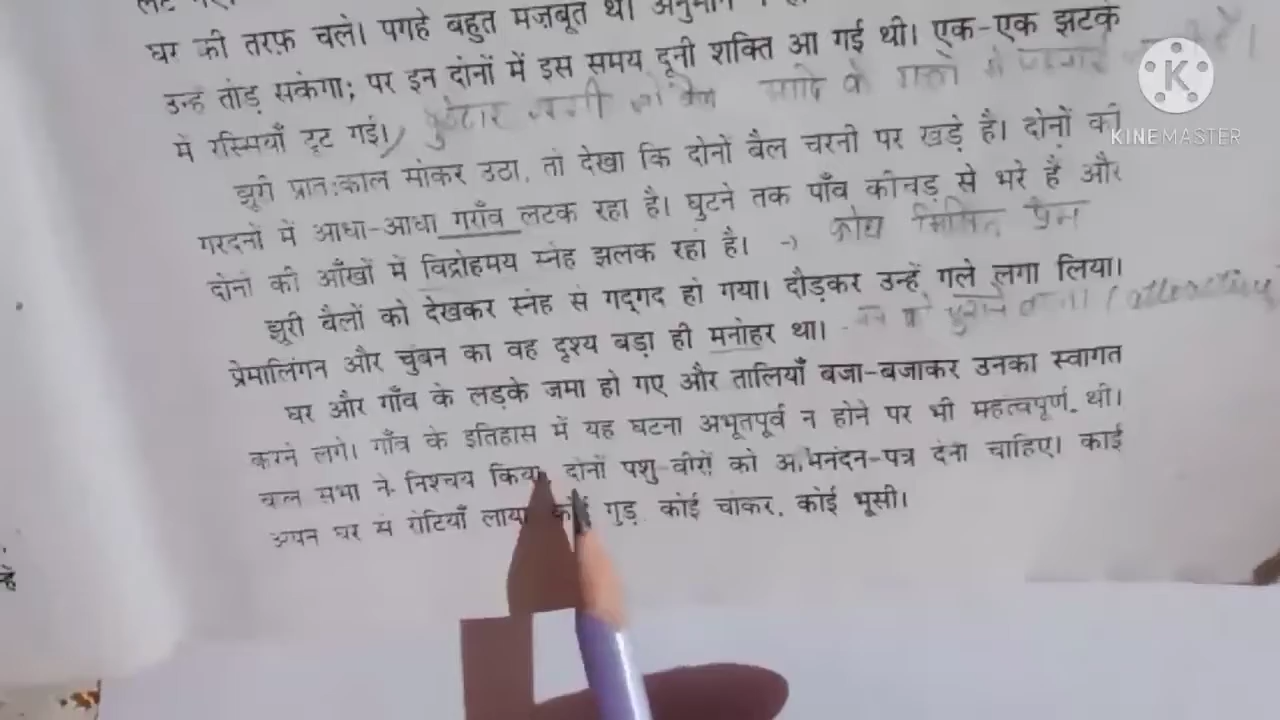 घर की तरफ़ चले। पगहे बहुत मज़बूत थे। अनुमान न
उन्हें तोड़ सकेगा; पर इन दोनों में इस समय दूनी शक्ति आ गई थी। एक-एक झटके
में रस्सियाँ टूट गईं।
झूरी प्रातःकाल सोकर उठा, तो देखा कि दोनों बैल चरनी पर खड़े हैं। दोनों की
गरदनों में आधा-आधा गराँव लटक रहा है। घुटने तक पाँव कीचड़ से भरे हैं और
दोनों की आँखों में विद्रोहमय स्नेह झलक रहा है। → क्रोध मिश्रित प्रेम
झूरी बैलों को देखकर स्नेह से गद्‌गद हो गया। दौड़कर उन्हें गले लगा लिया।
प्रेमालिंगन और चुंबन का वह दृश्य बड़ा ही मनोहर था। (attractive
घर और गाँव के लड़के जमा हो गए और तालियाँ बजा-बजाकर उनका स्वागत
करने लगे। गाँव के इतिहास में यह घटना अभूतपूर्व न होने पर भी महत्वपूर्ण थी।
बाल सभा ने निश्चय किया, दोनों पशु-वीरों को अभिनंदन-पत्र देना चाहिए। कोई
अपने घर से रोटियाँ लाया, कोई गुड़, कोई चोकर, कोई भूसी।
K
KINEMASTER